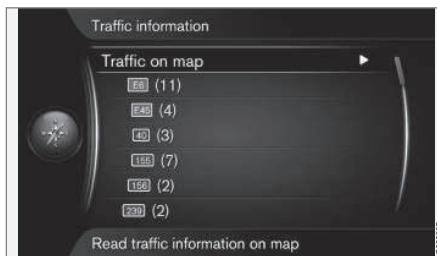 Traffic information
Traffic on map
E6 (11)
E45 (4)
40 (3)
155 (7)
156 (2)
239 (2)
Read traffic information on map